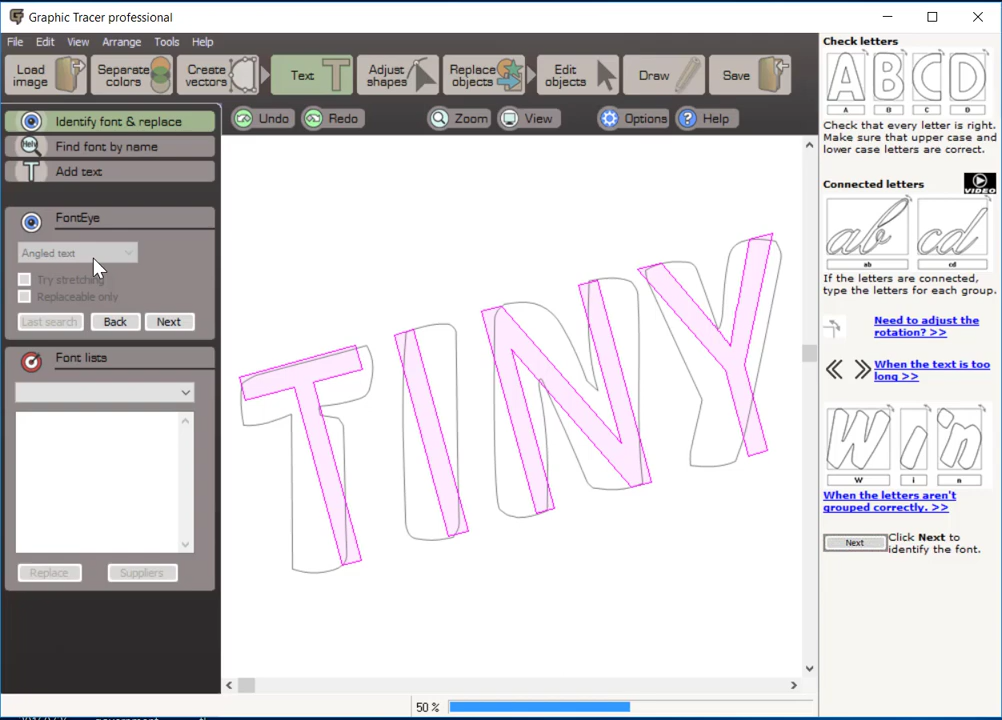 Graphic Tracer professional
File Edit View Arrange Tools Help
Load image
Separate colors
Create vectors
Text
Adjust shapes
Replace objects
Edit objects
Draw
Save
Undo Redo Zoom View Options Help
Identify font & replace
Find font by name
Add text
FontEye
Angled text
Try stretching
Replaceable only
Last search Back Next
Font lists
Replace Suppliers
TINY
50 %
Check letters
A B C D
A B C D
Check that every letter is right.
Make sure that upper case and
lower case letters are correct.
Connected letters
VIDEO
ab cd
ab cd
If the letters are connected,
type the letters for each group.
Need to adjust the
rotation? >>
When the text is too
long >>
W i n
W i n
When the letters aren't
grouped correctly. >>
Next
Click Next to
identify the font.